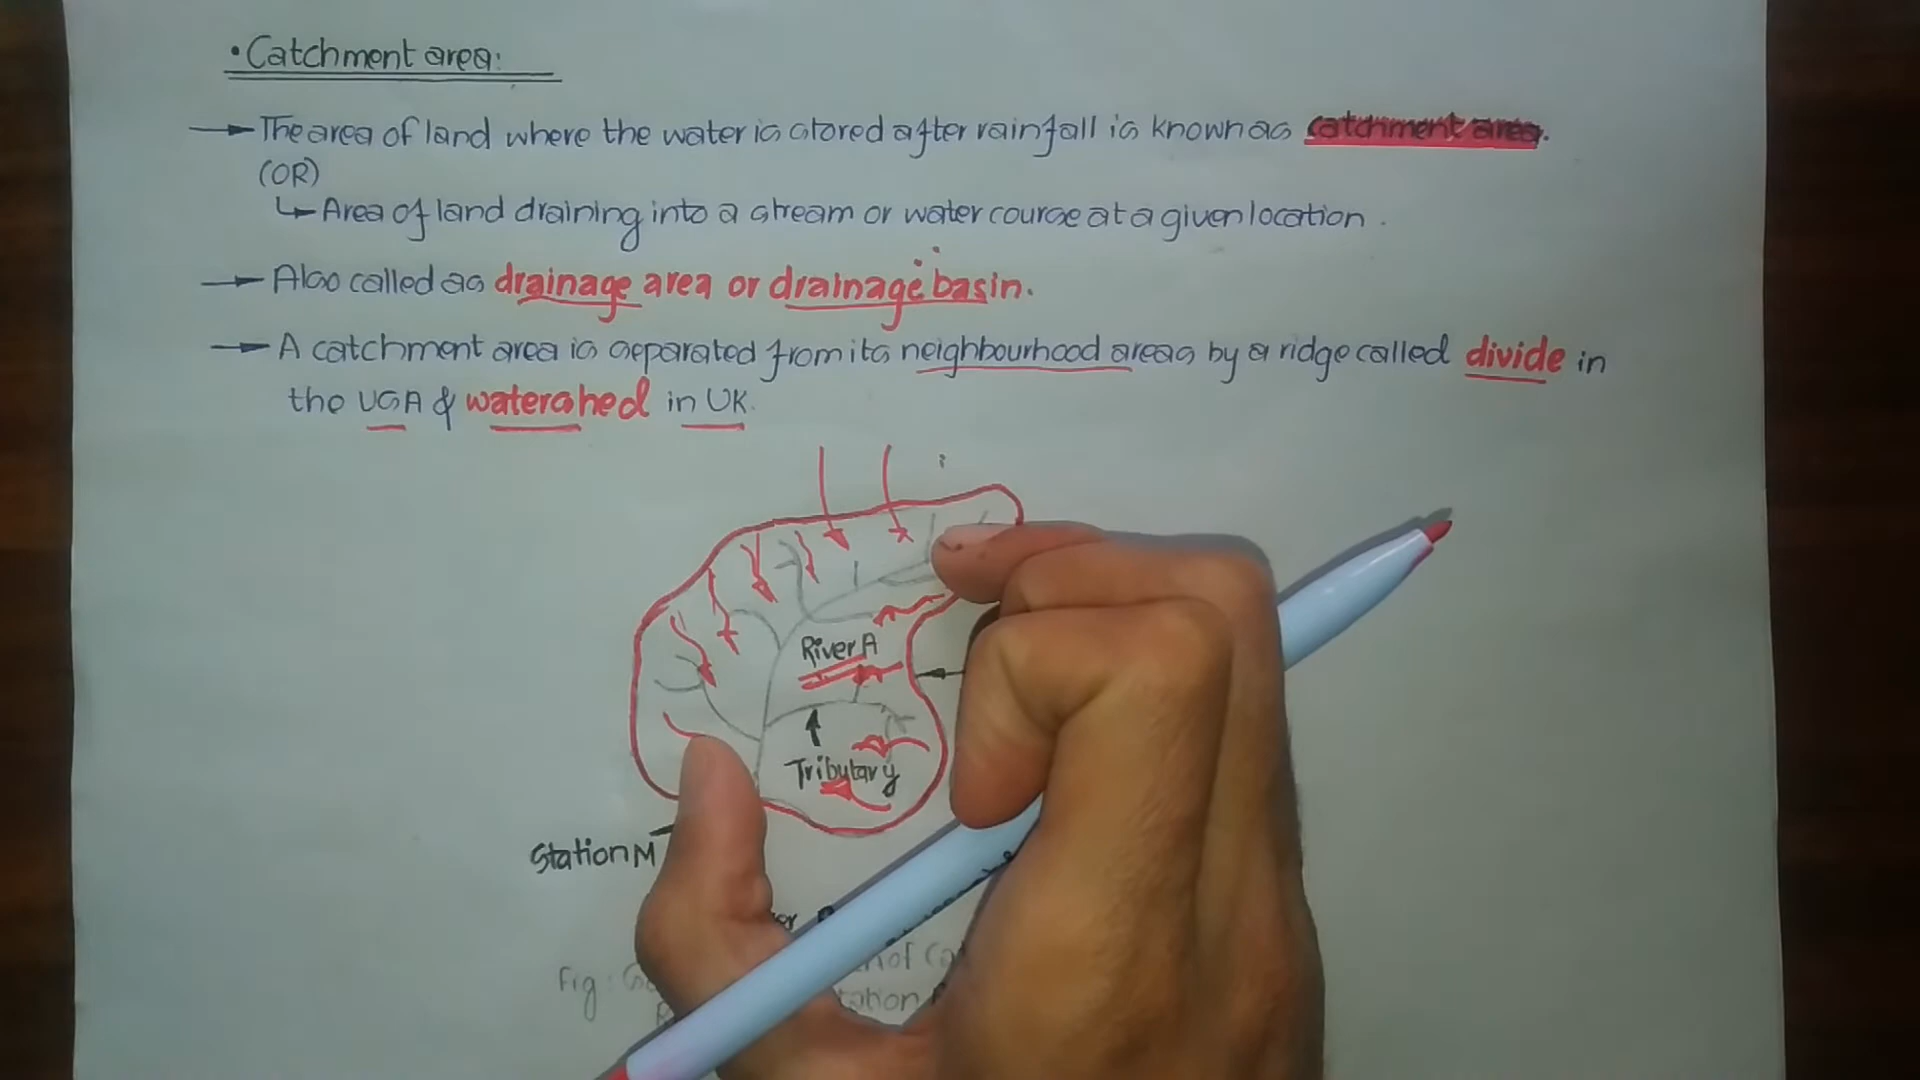 • Catchment area:
→ The area of land where the water is stored after rainfall is known as catchment area.
(OR)
↳ Area of land draining into a stream or water course at a given location.
→ Also called as drainage area or drainage basin.
→ A catchment area is separated from its neighbourhood areas by a ridge called divide in
the USA & watershed in UK.
River A
Tributary
Station M
Fig:
of